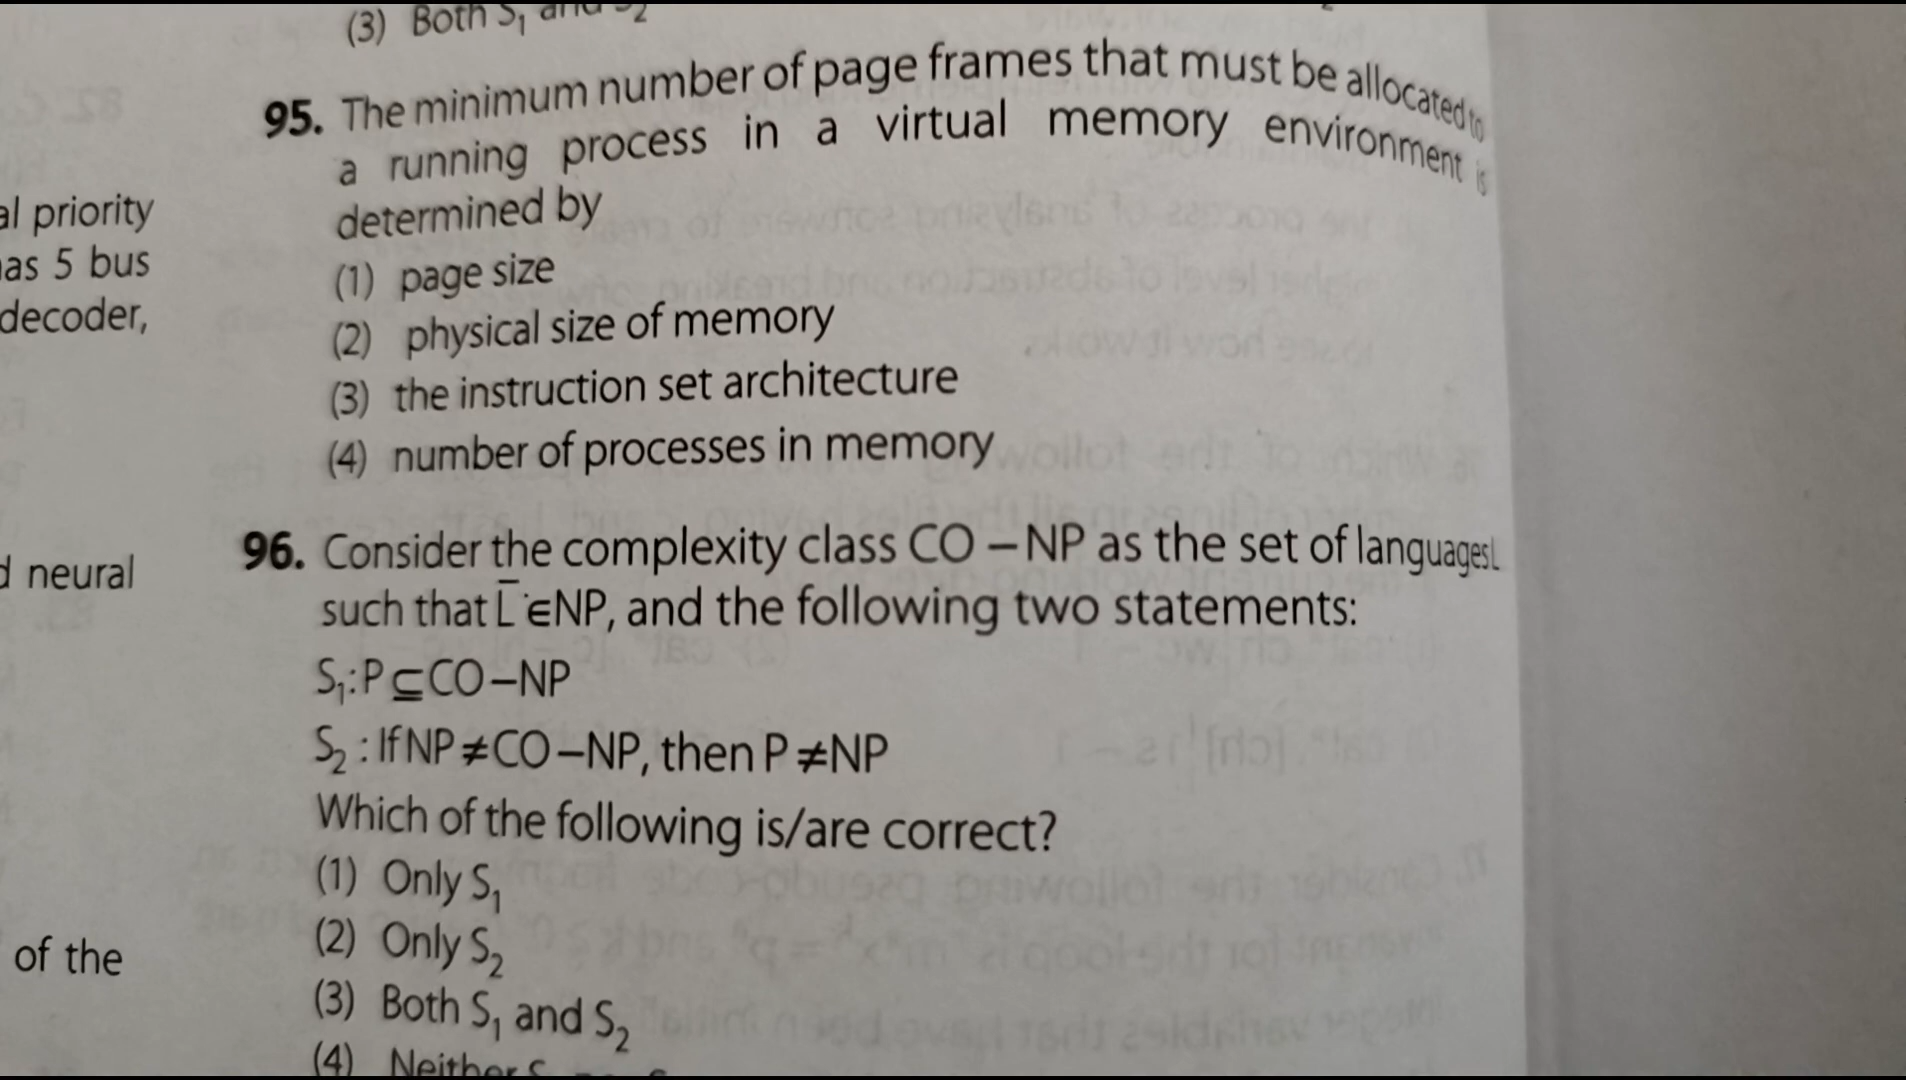 al priority
as 5 bus
decoder,
d neural
of the
(3) Both S₁ and S₂
95. The minimum number of page frames that must be allocated to
a running process in a virtual memory environment is
determined by
(1) page size
(2) physical size of memory
(3) the instruction set architecture
(4) number of processes in memory
96. Consider the complexity class CO – NP as the set of languages L
such that L̅ ∈NP, and the following two statements:
S₁:P⊆CO–NP
S₂ : If NP≠CO–NP, then P≠NP
Which of the following is/are correct?
(1) Only S₁
(2) Only S₂
(3) Both S₁ and S₂
(4) Neither S